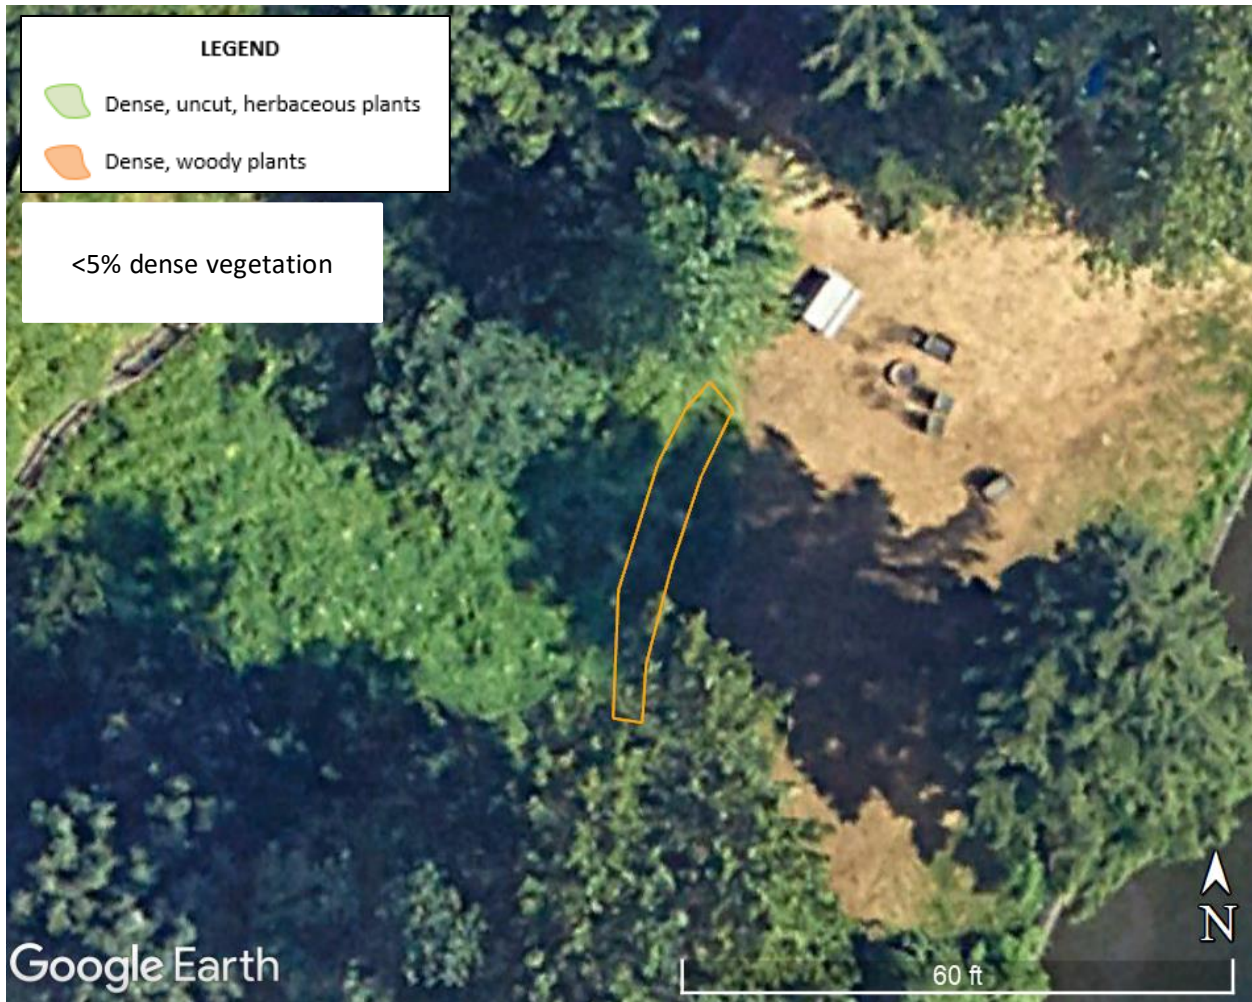 LEGEND
Dense, uncut, herbaceous plants
Dense, woody plants
<5% dense vegetation
N
Google Earth
60 ft